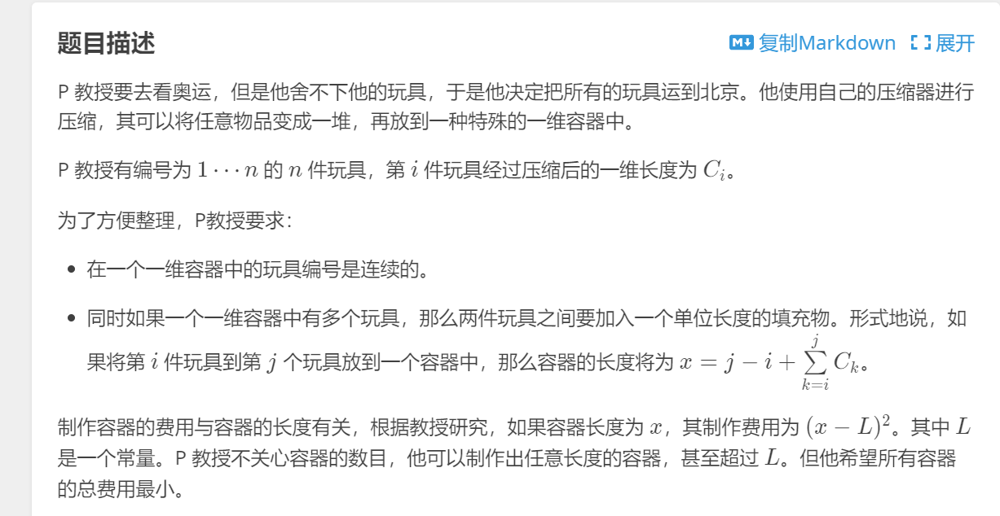 题目描述
复制Markdown 展开
P 教授要去看奥运，但是他舍不下他的玩具，于是他决定把所有的玩具运到北京。他使用自己的压缩器进行
压缩，其可以将任意物品变成一堆，再放到一种特殊的一维容器中。
P 教授有编号为 1⋯n 的 n 件玩具，第 i 件玩具经过压缩后的一维长度为 C_i。
为了方便整理，P教授要求：
• 在一个一维容器中的玩具编号是连续的。
• 同时如果一个一维容器中有多个玩具，那么两件玩具之间要加入一个单位长度的填充物。形式地说，如
果将第 i 件玩具到第 j 个玩具放到一个容器中，那么容器的长度将为 x = j − i + ∑_{k=i}^{j} C_k。
制作容器的费用与容器的长度有关，根据教授研究，如果容器长度为 x，其制作费用为 (x − L)^2。其中 L
是一个常量。P 教授不关心容器的数目，他可以制作出任意长度的容器，甚至超过 L。但他希望所有容器
的总费用最小。